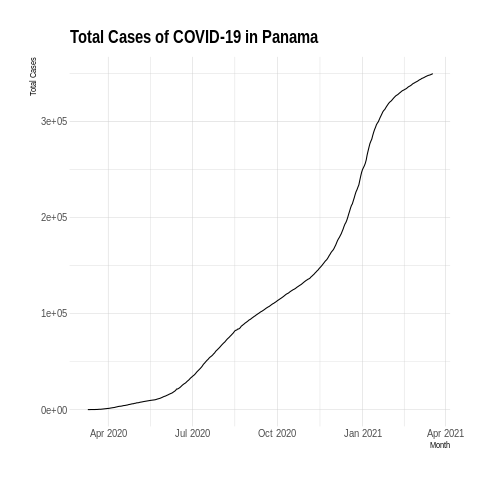 Total Cases of COVID-19 in Panama
Total Cases
3e+05
2e+05
1e+05
0e+00
Apr 2020 Jul 2020 Oct 2020 Jan 2021 Apr 2021
Month